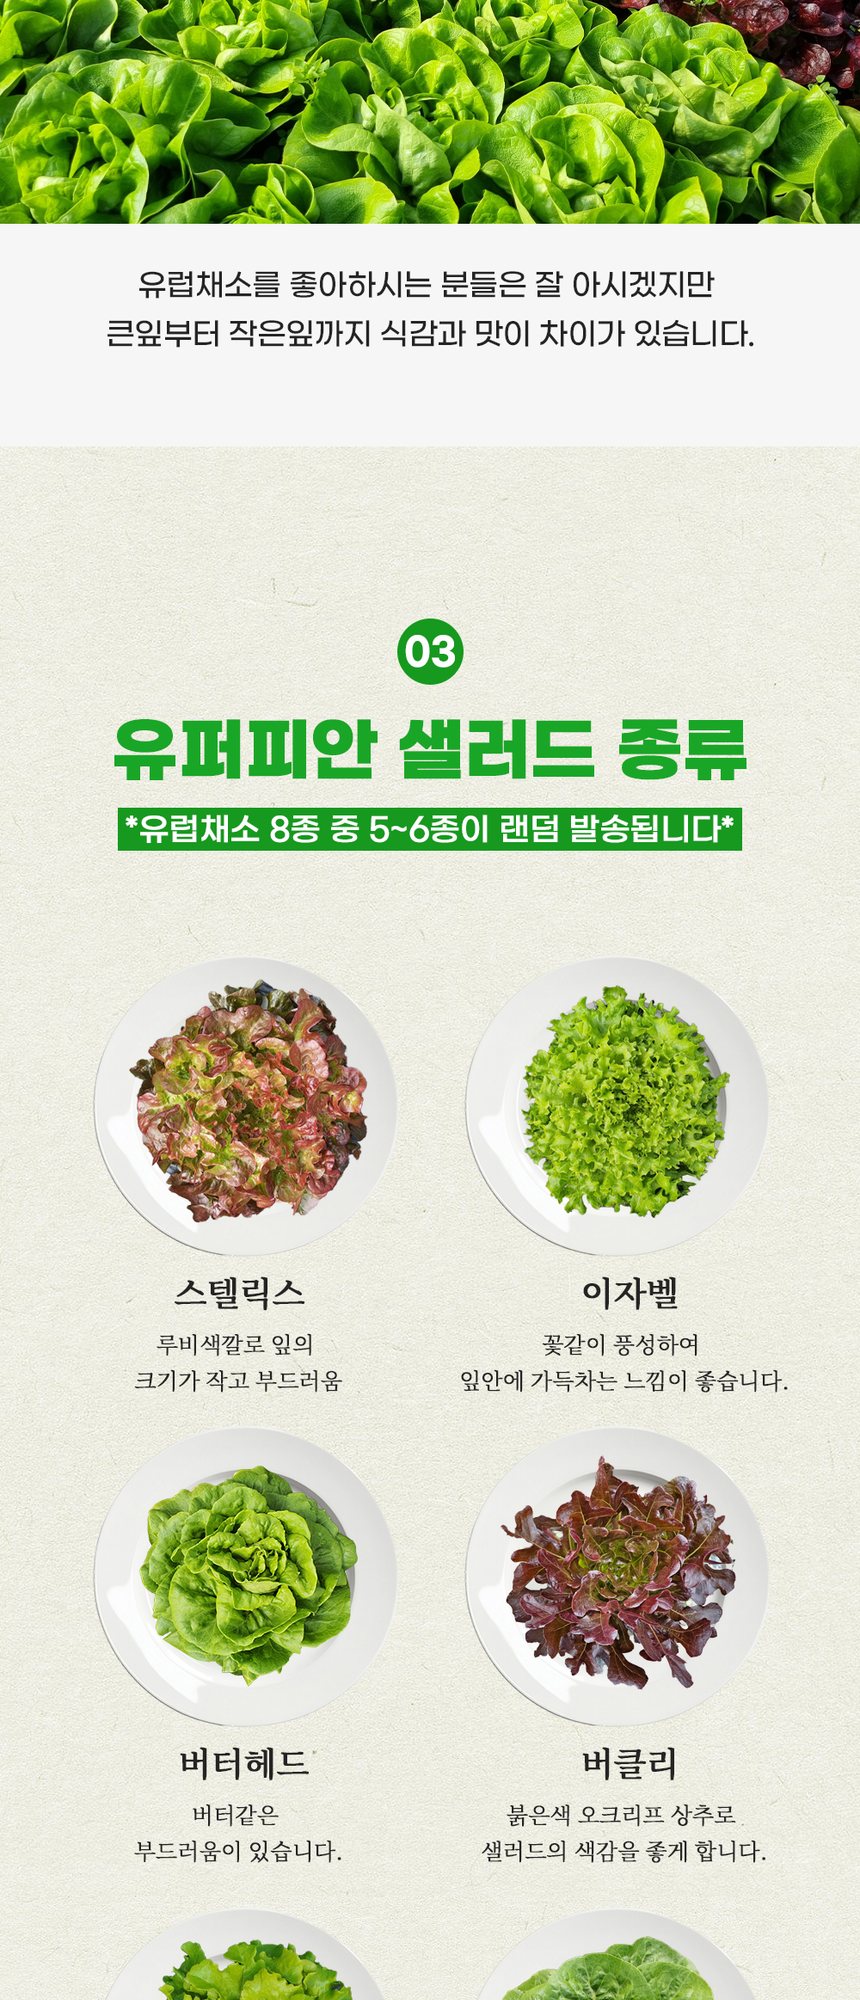 유럽채소를 좋아하시는 분들은 잘 아시겠지만
큰잎부터 작은잎까지 식감과 맛이 차이가 있습니다.
03
유퍼피안 샐러드 종류
*유럽채소 8종 중 5~6종이 랜덤 발송됩니다*
스텔릭스
루비색깔로 잎의
크기가 작고 부드러움
이자벨
꽃같이 풍성하여
잎안에 가득차는 느낌이 좋습니다.
버터헤드
버터같은
부드러움이 있습니다.
버클리
붉은색 오크리프 상추로
샐러드의 색감을 좋게 합니다.